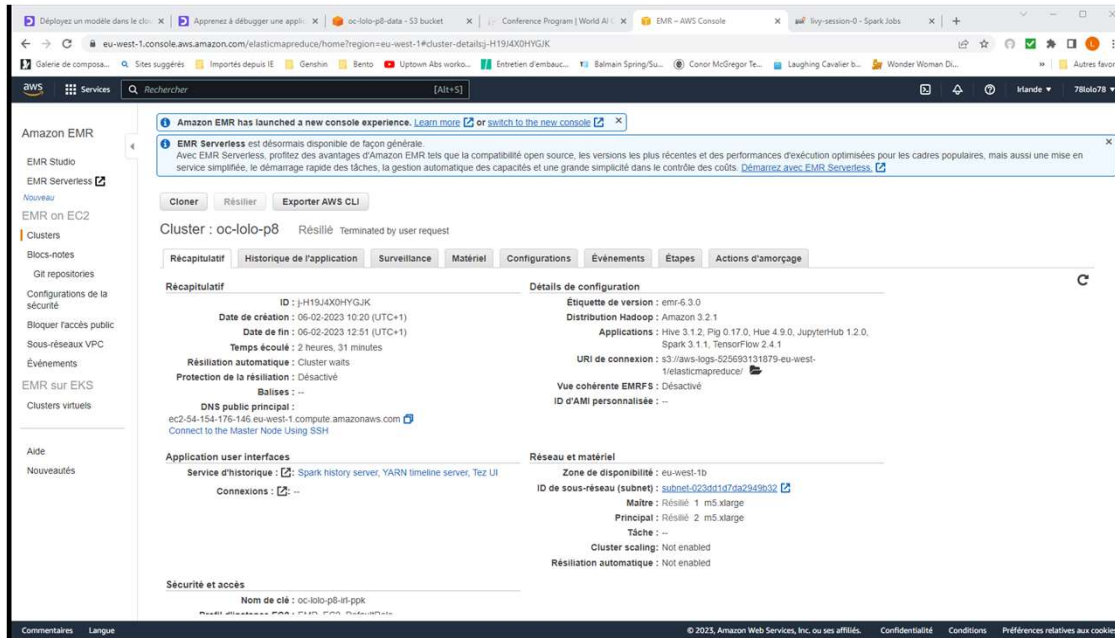 Déployez un modèle dans le clo
Apprenez à débugger une applic
oc-lolo-p8-data - S3 bucket
Conference Program | World AI C
EMR – AWS Console
livy-session-0 - Spark Jobs
eu-west-1.console.aws.amazon.com/elasticmapreduce/home?region=eu-west-1#cluster-details:j-H19J4X0HYGJK
Galerie de composa...
Sites suggérés
Importés depuis IE
Genshin
Bento
Uptown Abs worko...
Entretien d'embauc...
Balmain Spring/Su...
Conor McGregor Te...
Laughing Cavalier b...
Wonder Woman Di...
»
Autres favor
aws
Services
Rechercher
[Alt+S]
Irlande
78lolo78
Amazon EMR
EMR Studio
EMR Serverless
Nouveau
EMR on EC2
Clusters
Blocs-notes
Git repositories
Configurations de la
sécurité
Bloquer l'accès public
Sous-réseaux VPC
Événements
EMR sur EKS
Clusters virtuels
Aide
Nouveautés
Amazon EMR has launched a new console experience. Learn more or switch to the new console
EMR Serverless est désormais disponible de façon générale.
Avec EMR Serverless, profitez des avantages d'Amazon EMR tels que la compatibilité open source, les versions les plus récentes et des performances d'exécution optimisées pour les cadres populaires, mais aussi une mise en
service simplifiée, le démarrage rapide des tâches, la gestion automatique des capacités et une grande simplicité dans le contrôle des coûts. Démarrez avec EMR Serverless.
Cloner
Résilier
Exporter AWS CLI
Cluster : oc-lolo-p8 Résilié Terminated by user request
Récapitulatif
Historique de l'application
Surveillance
Matériel
Configurations
Événements
Étapes
Actions d'amorçage
Récapitulatif
ID : j-H19J4X0HYGJK
Date de création : 06-02-2023 10:20 (UTC+1)
Date de fin : 06-02-2023 12:51 (UTC+1)
Temps écoulé : 2 heures, 31 minutes
Résiliation automatique : Cluster waits
Protection de la résiliation : Désactivé
Balises : --
DNS public principal :
ec2-54-154-176-146.eu-west-1.compute.amazonaws.com
Connect to the Master Node Using SSH
Détails de configuration
Étiquette de version : emr-6.3.0
Distribution Hadoop : Amazon 3.2.1
Applications : Hive 3.1.2, Pig 0.17.0, Hue 4.9.0, JupyterHub 1.2.0,
Spark 3.1.1, TensorFlow 2.4.1
URI de connexion : s3://aws-logs-525693131879-eu-west-
1/elasticmapreduce/
Vue cohérente EMRFS : Désactivé
ID d'AMI personnalisée : --
Application user interfaces
Service d'historique : Spark history server, YARN timeline server, Tez UI
Connexions : --
Réseau et matériel
Zone de disponibilité : eu-west-1b
ID de sous-réseau (subnet) : subnet-023dd1d7da2949b32
Maître : Résilié 1 m5.xlarge
Principal : Résilié 2 m5.xlarge
Tâche : --
Cluster scaling: Not enabled
Résiliation automatique : Not enabled
Sécurité et accès
Nom de clé : oc-lolo-p8-irl-ppk
Profil d'instance EC2 : EMR_EC2_DefaultRole
Commentaires
Langue
© 2023, Amazon Web Services, Inc. ou ses affiliés.
Confidentialité
Conditions
Préférences relatives aux cookie